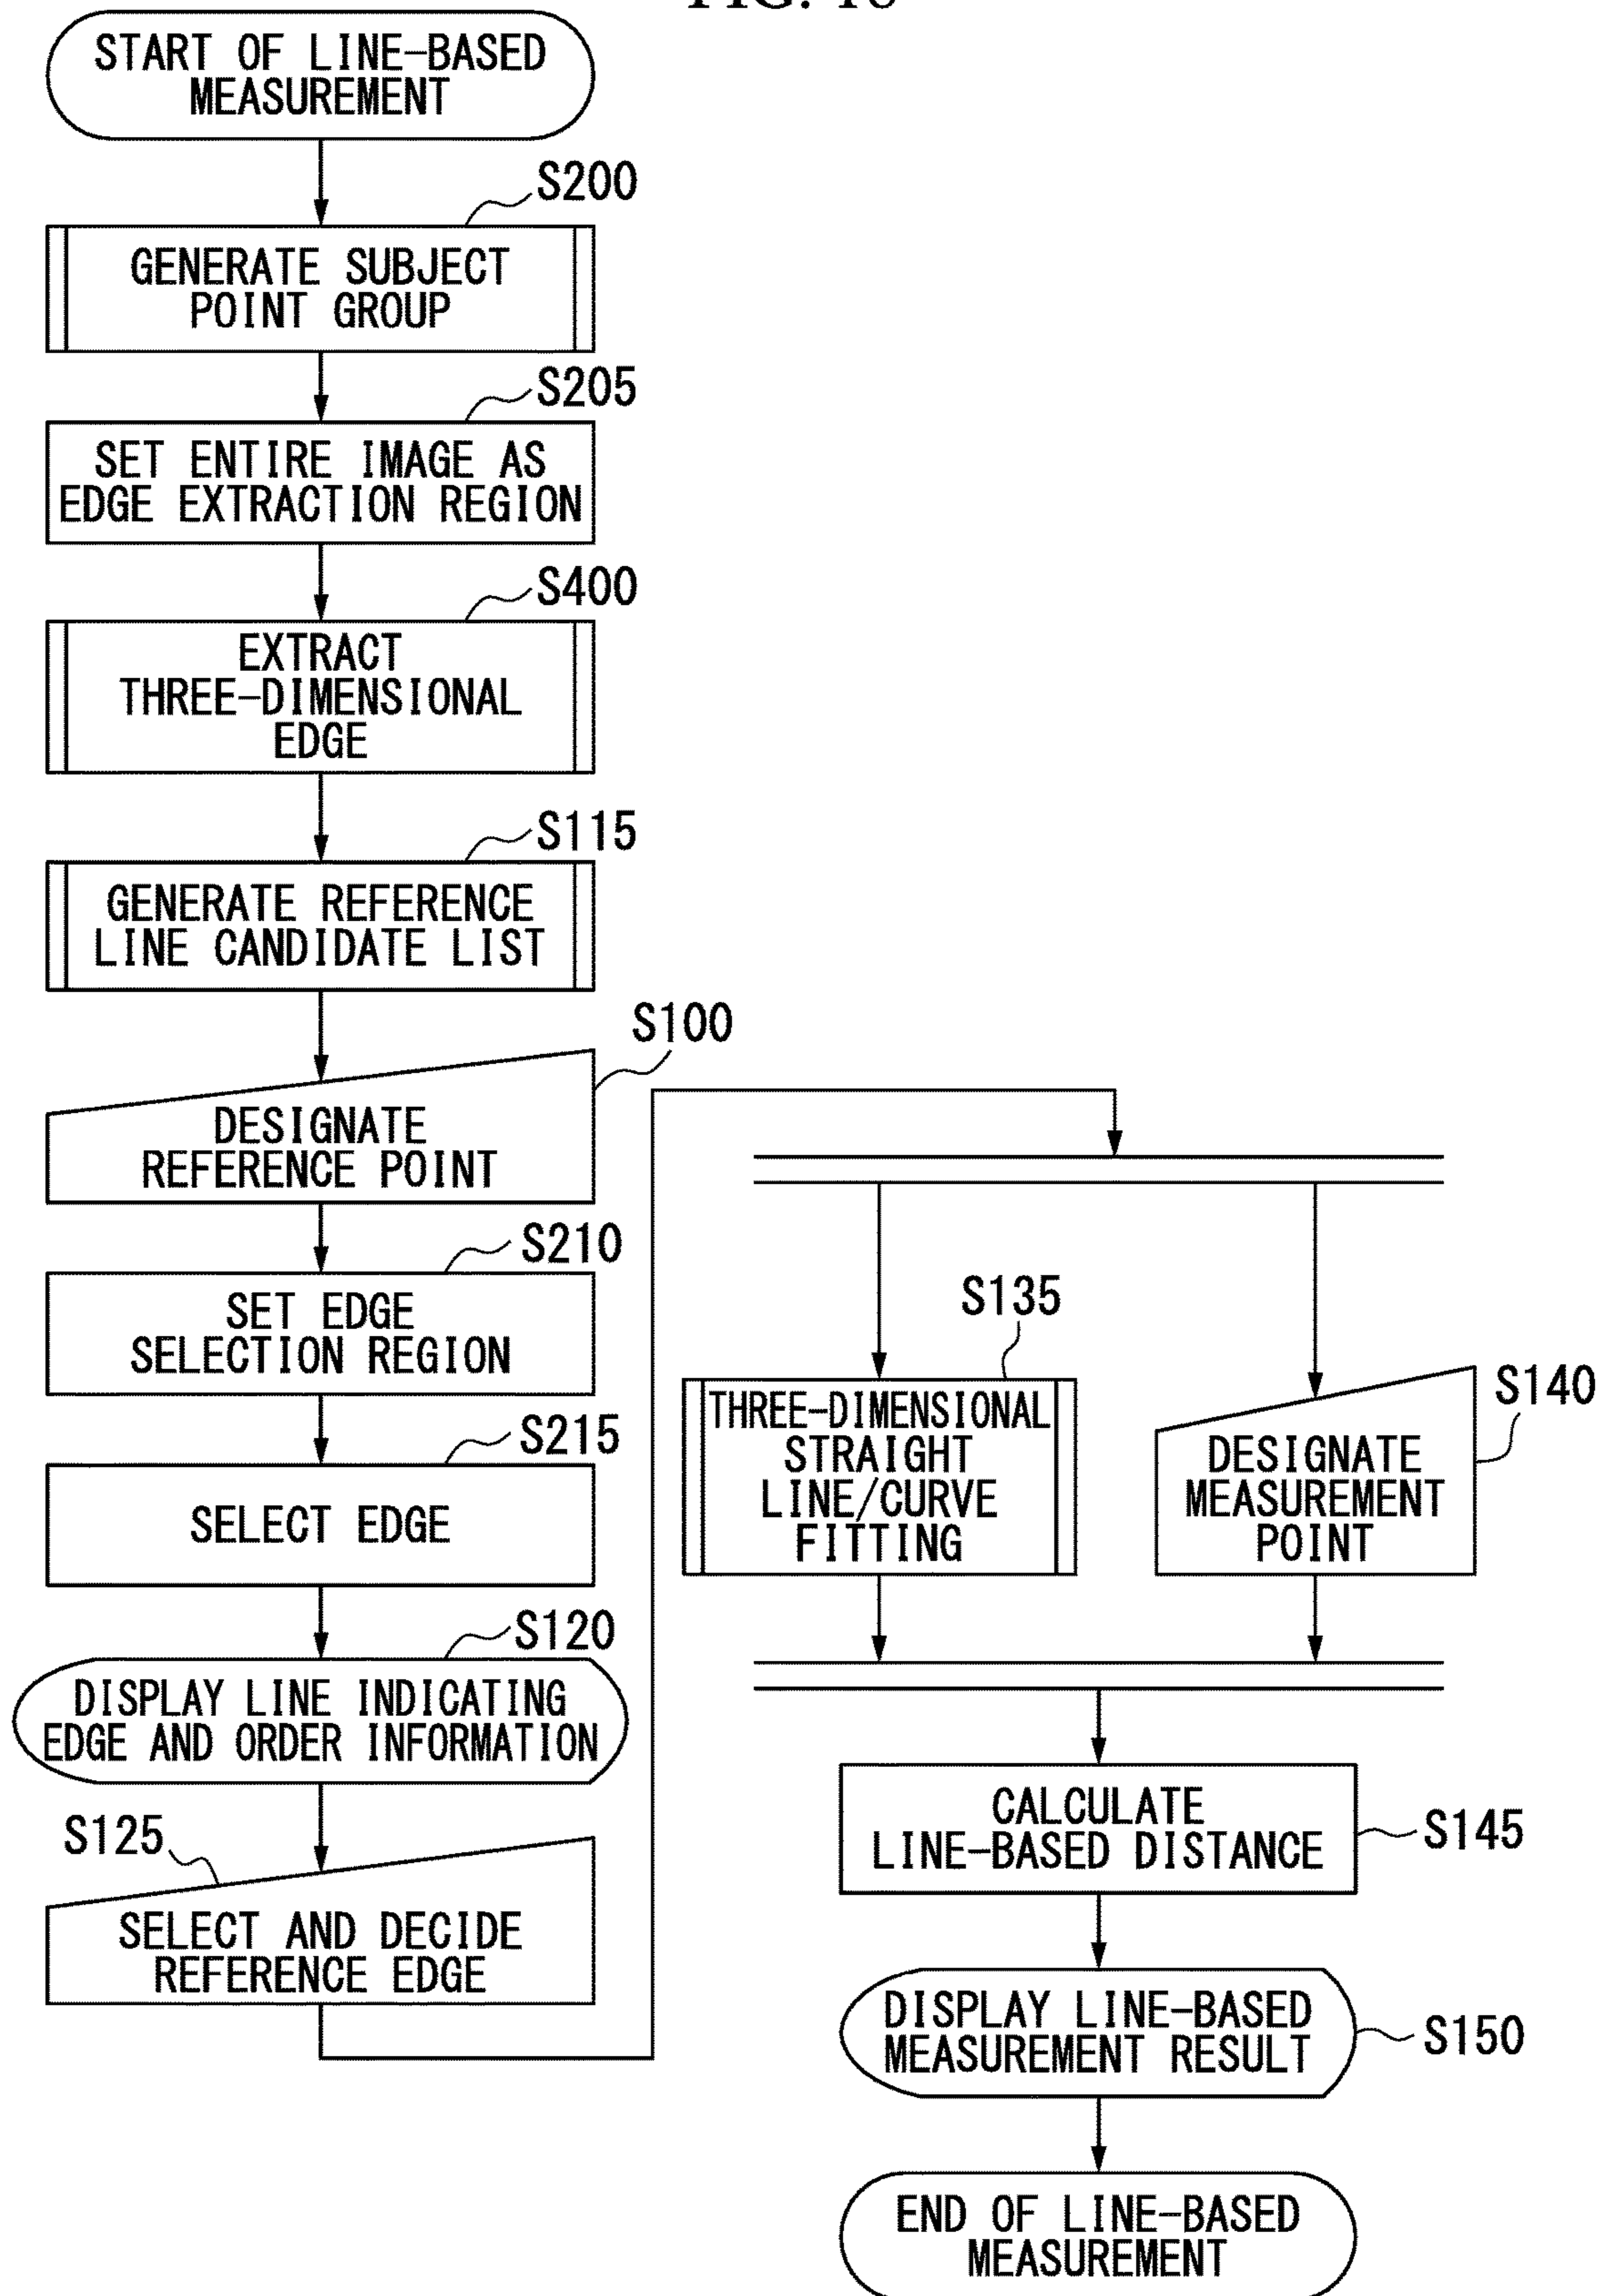 START OF LINE-BASED
MEASUREMENT
S200
GENERATE SUBJECT
POINT GROUP
S205
SET ENTIRE IMAGE AS
EDGE EXTRACTION REGION
S400
EXTRACT
THREE-DIMENSIONAL
EDGE
S115
GENERATE REFERENCE
LINE CANDIDATE LIST
S100
DESIGNATE
REFERENCE POINT
S210
SET EDGE
SELECTION REGION
S215
SELECT EDGE
S120
DISPLAY LINE INDICATING
EDGE AND ORDER INFORMATION
S125
SELECT AND DECIDE
REFERENCE EDGE
S135
THREE-DIMENSIONAL
STRAIGHT
LINE/CURVE
FITTING
S140
DESIGNATE
MEASUREMENT
POINT
CALCULATE
LINE-BASED DISTANCE
S145
DISPLAY LINE-BASED
MEASUREMENT RESULT
S150
END OF LINE-BASED
MEASUREMENT